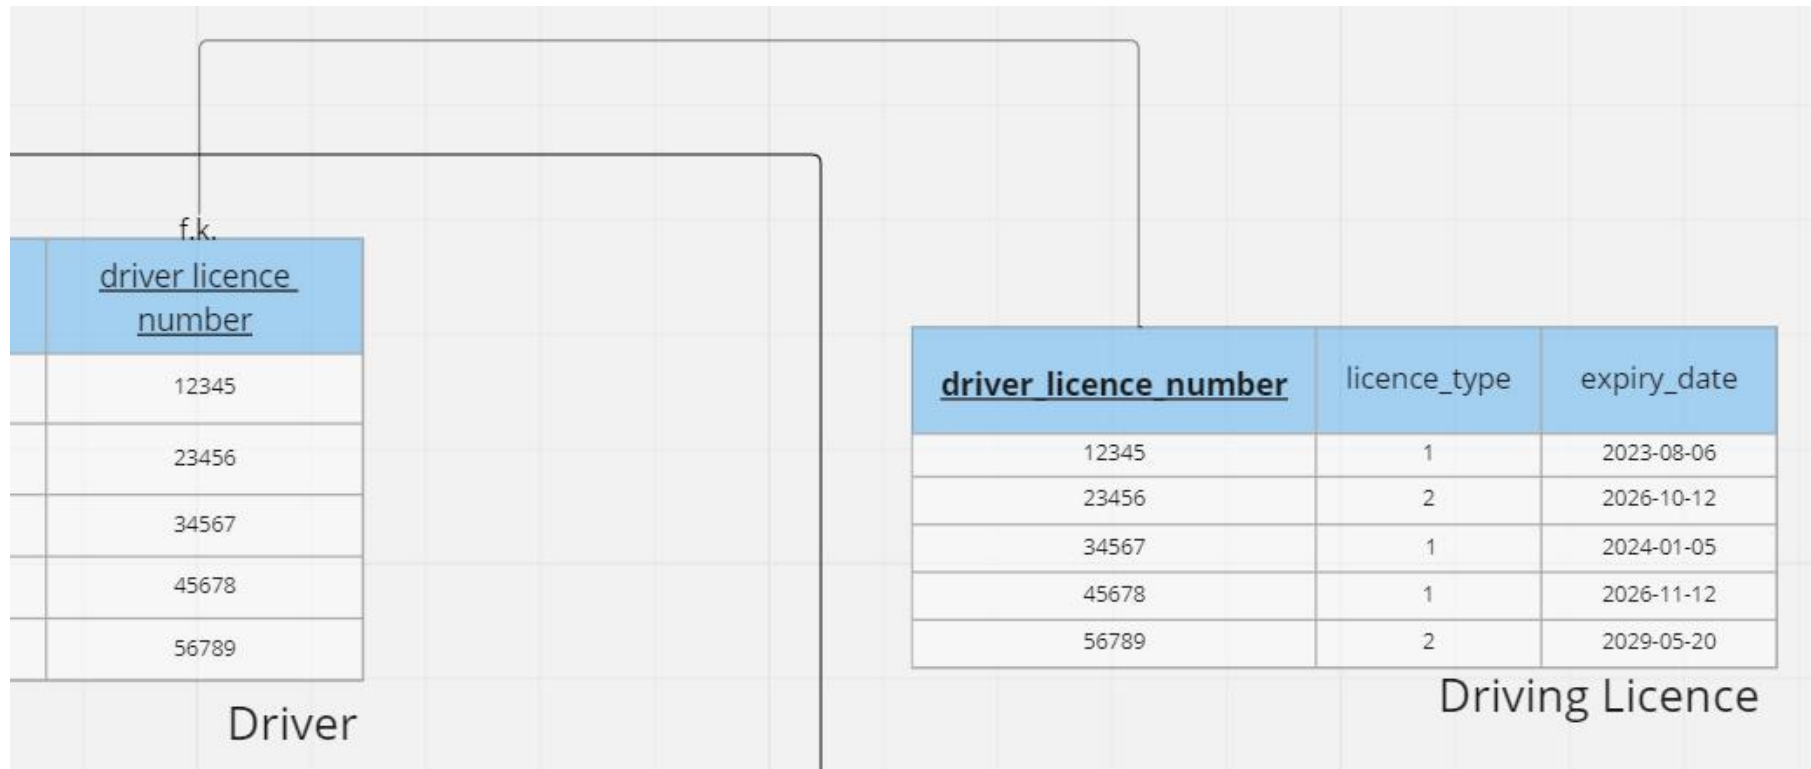 f.k.
driver licence
number
12345
23456
34567
45678
56789
Driver
driver_licence_number licence_type expiry_date
12345 1 2023-08-06
23456 2 2026-10-12
34567 1 2024-01-05
45678 1 2026-11-12
56789 2 2029-05-20
Driving Licence